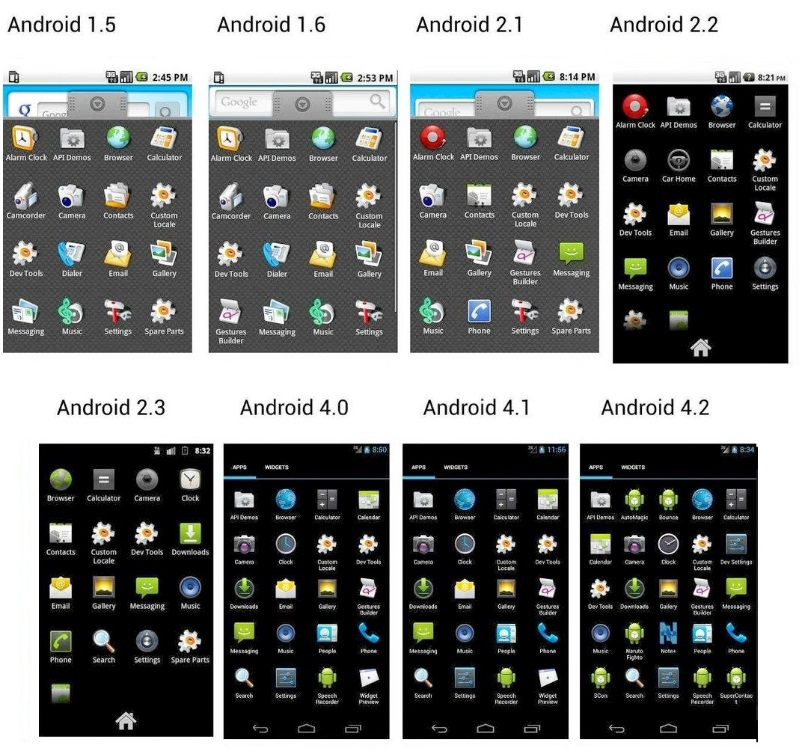 Android 1.5
Android 1.6
Android 2.1
Android 2.2
2:45 PM
Alarm Clock API Demos Browser Calculator
Camcorder Camera Contacts Custom Locale
Dev Tools Dialer Email Gallery
Messaging Music Settings Spare Parts
2:53 PM
Google
Alarm Clock API Demos Browser Calculator
Camcorder Camera Contacts Custom Locale
Dev Tools Dialer Email Gallery
Gestures Builder Messaging Music Settings
8:14 PM
Google
Alarm Clock API Demos Browser Calculator
Camera Contacts Custom Locale Dev Tools
Email Gallery Gestures Builder Messaging
Music Phone Settings Spare Parts
8:21 PM
Alarm Clock API Demos Browser Calculator
Camera Car Home Contacts Custom Locale
Dev Tools Email Gallery Gestures Builder
Messaging Music Phone Settings
Android 2.3
Android 4.0
Android 4.1
Android 4.2
8:32
Browser Calculator Camera Clock
Contacts Custom Locale Dev Tools Downloads
Email Gallery Messaging Music
Phone Search Settings Spare Parts
8:50
APPS WIDGETS
API Demos Browser Calculator Calendar
Camera Clock Custom Locale Dev Tools
Downloads Email Gallery Gestures Builder
Messaging Music People Phone
Search Settings Speech Recorder Widget Preview
11:56
APPS WIDGETS
API Demos Browser Calculator Calendar
Camera Clock Custom Locale Dev Tools
Downloads Email Gallery Gestures Builder
Messaging Music People Phone
Search Settings Speech Recorder Widget Preview
8:34
APPS WIDGETS
API Demos AutoMagic Bounce Browser Calculator
Calendar Camera Clock Custom Locale Dev Settings
Dev Tools Downloads Gallery Gestures Builder Messaging
Music Naruto Fighto Note+ People Phone
SCon Search Settings Speech Recorder SuperContact